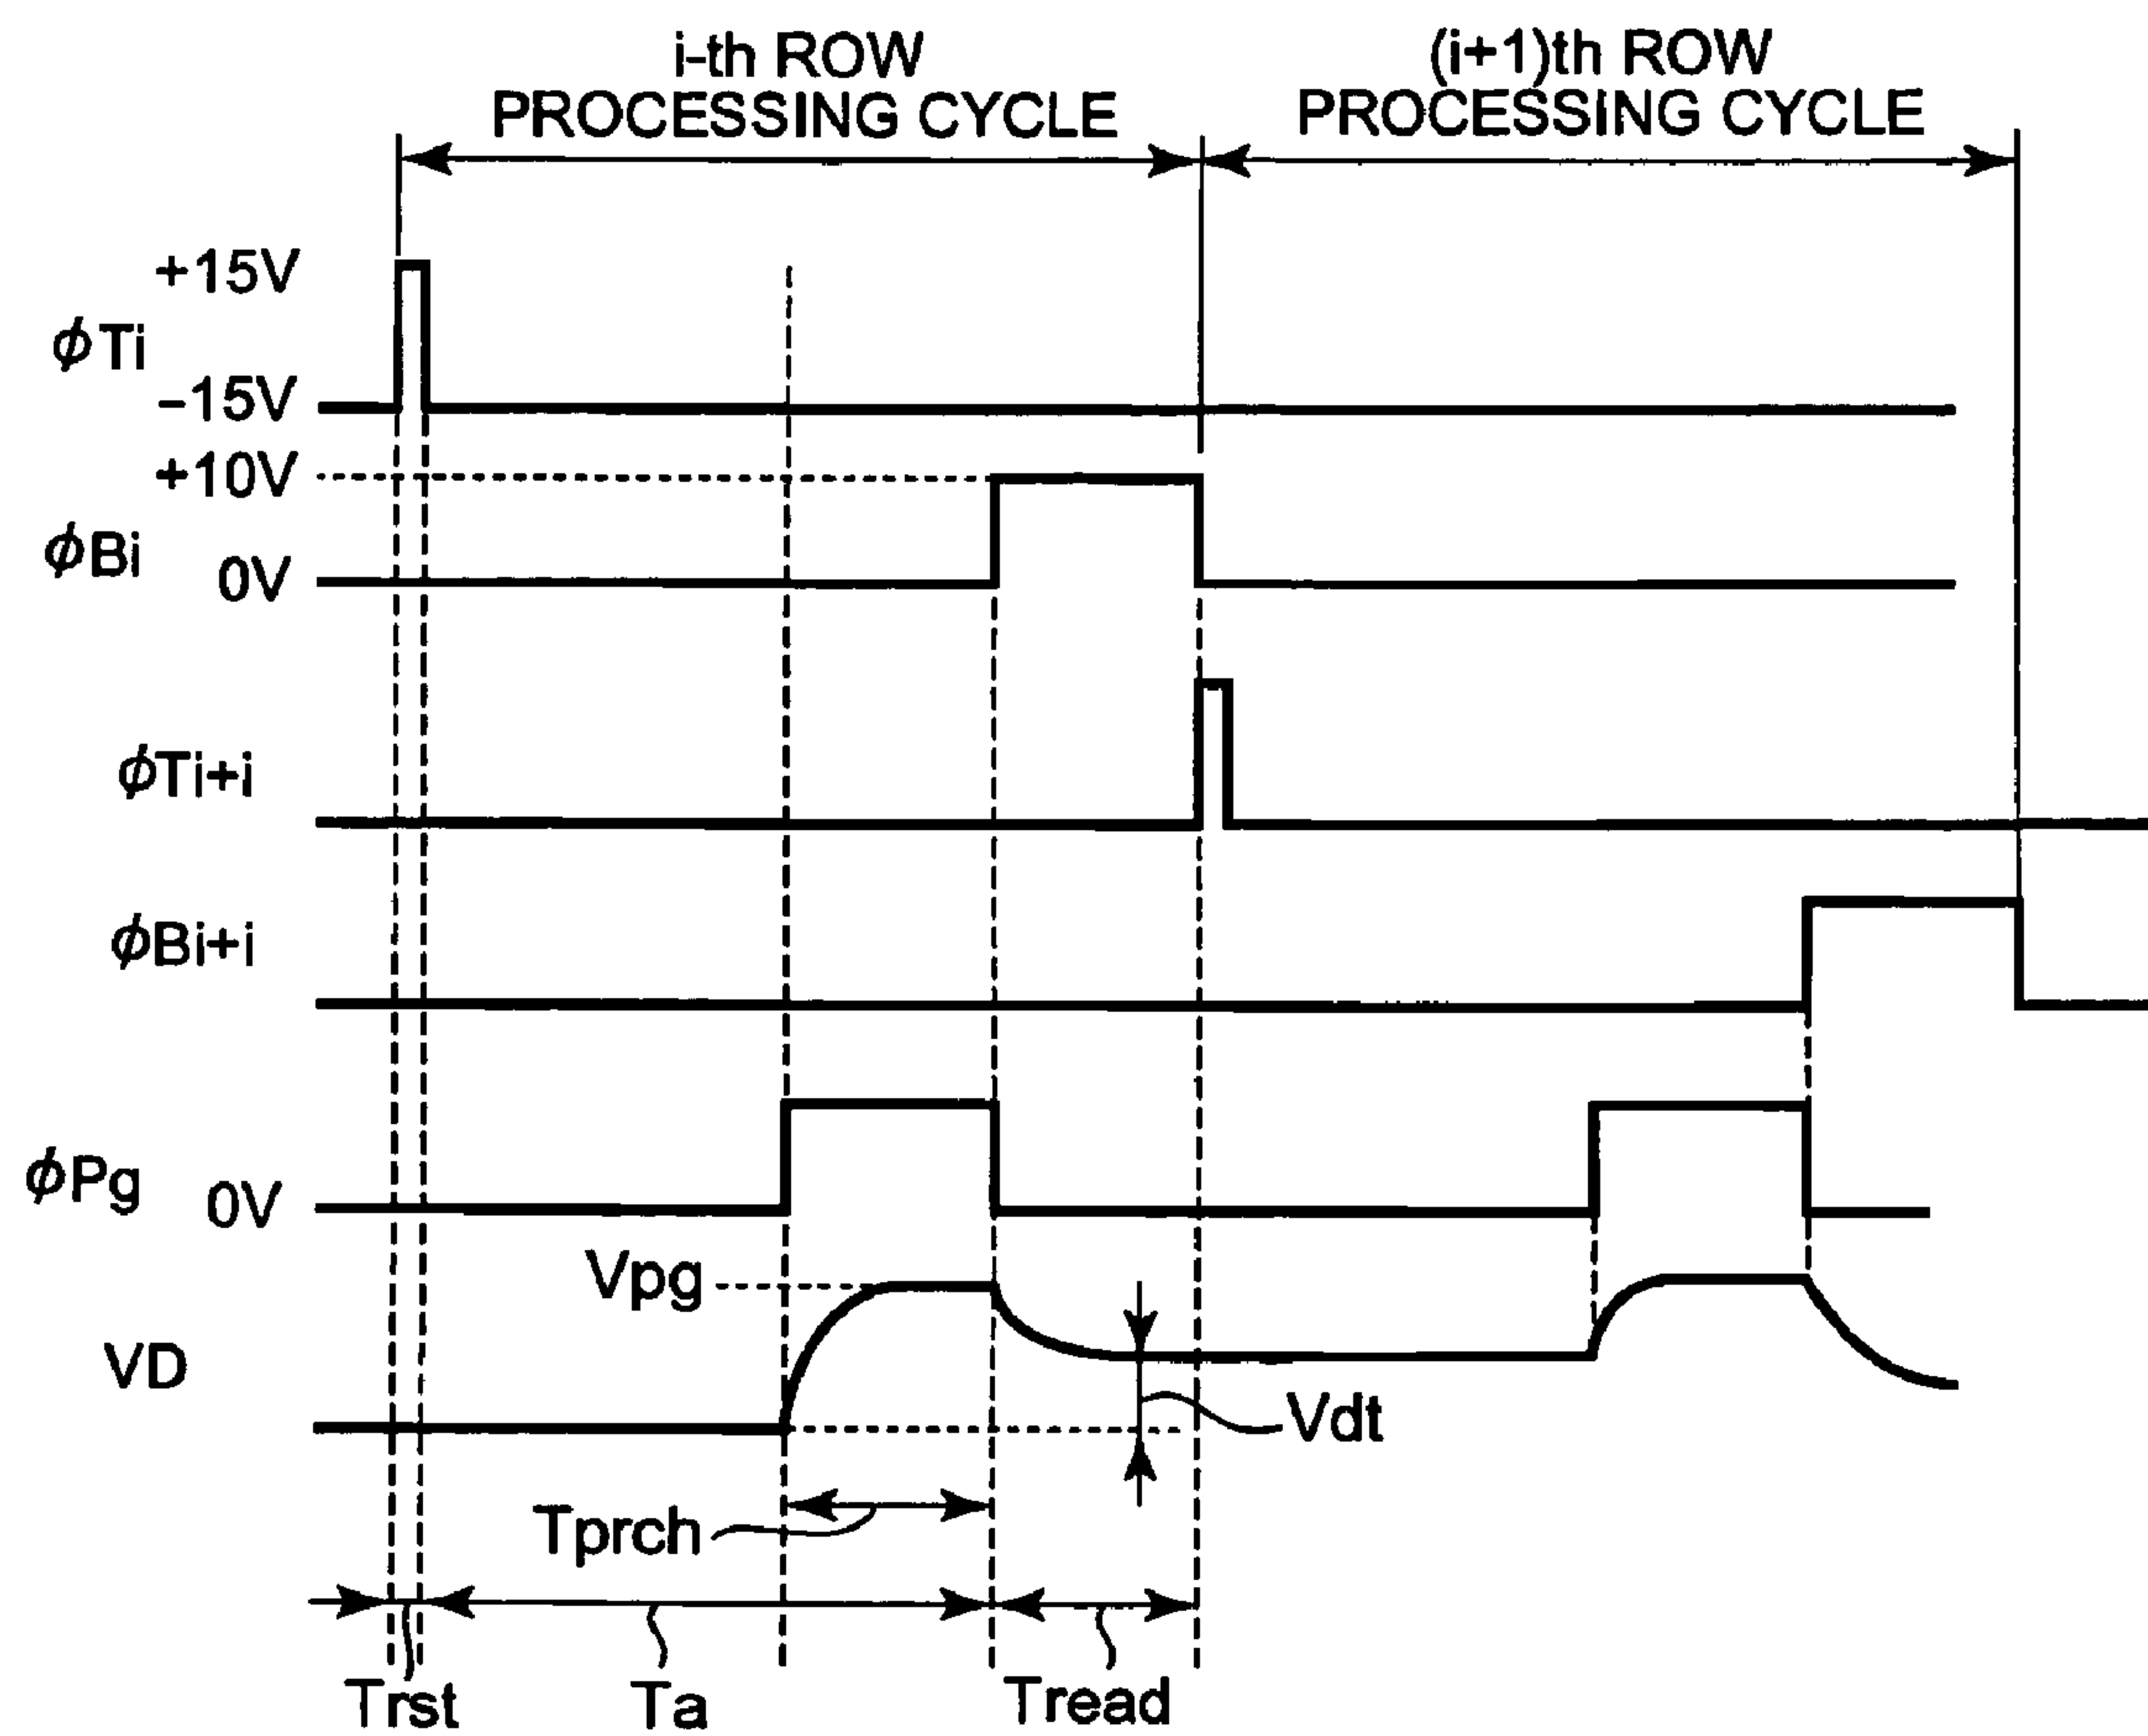 i-th ROW
PROCESSING CYCLE
(i+1)th ROW
PROCESSING CYCLE
+15V
ϕTi
-15V
+10V
ϕBi
0V
ϕTi+i
ϕBi+i
ϕPg
0V
Vpg
VD
Vdt
Tprch
Trst
Ta
Tread